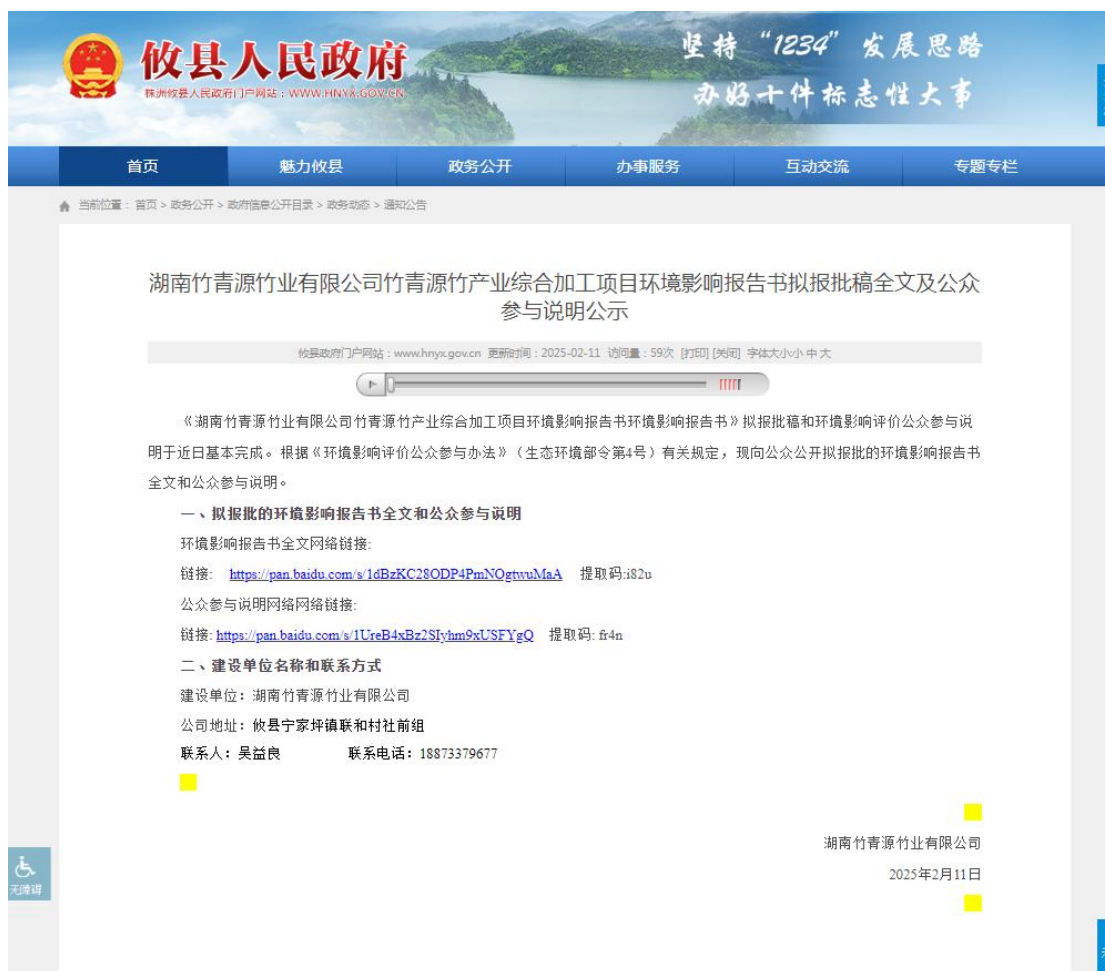 攸县人民政府
株洲攸县人民政府门户网站：WWW.HNYX.GOV.CN
坚持“1234”发展思路
办好十件标志性大事
首页 魅力攸县 政务公开 办事服务 互动交流 专题专栏
当前位置：首页 > 政务公开 > 政府信息公开目录 > 政务动态 > 通知公告
湖南竹青源竹业有限公司竹青源竹产业综合加工项目环境影响报告书拟报批稿全文及公众
参与说明公示
攸县政府门户网站：www.hnyx.gov.cn 更新时间：2025-02-11 访问量：59次 [打印] [关闭] 字体大小小 中 大
《湖南竹青源竹业有限公司竹青源竹产业综合加工项目环境影响报告书环境影响报告书》拟报批稿和环境影响评价公众参与说
明于近日基本完成。根据《环境影响评价公众参与办法》（生态环境部令第4号）有关规定，现向公众公开拟报批的环境影响报告书
全文和公众参与说明。
一、拟报批的环境影响报告书全文和公众参与说明
环境影响报告书全文网络链接:
链接: https://pan.baidu.com/s/1dBzKC28ODP4PmNOgtwuMaA 提取码:i82u
公众参与说明网络网络链接:
链接: https://pan.baidu.com/s/1UreB4xBz2SIyhm9xUSFYgQ 提取码: fr4n
二、建设单位名称和联系方式
建设单位：湖南竹青源竹业有限公司
公司地址：攸县宁家坪镇联和村社前组
联系人：吴益良 联系电话：18873379677
湖南竹青源竹业有限公司
2025年2月11日
无障碍